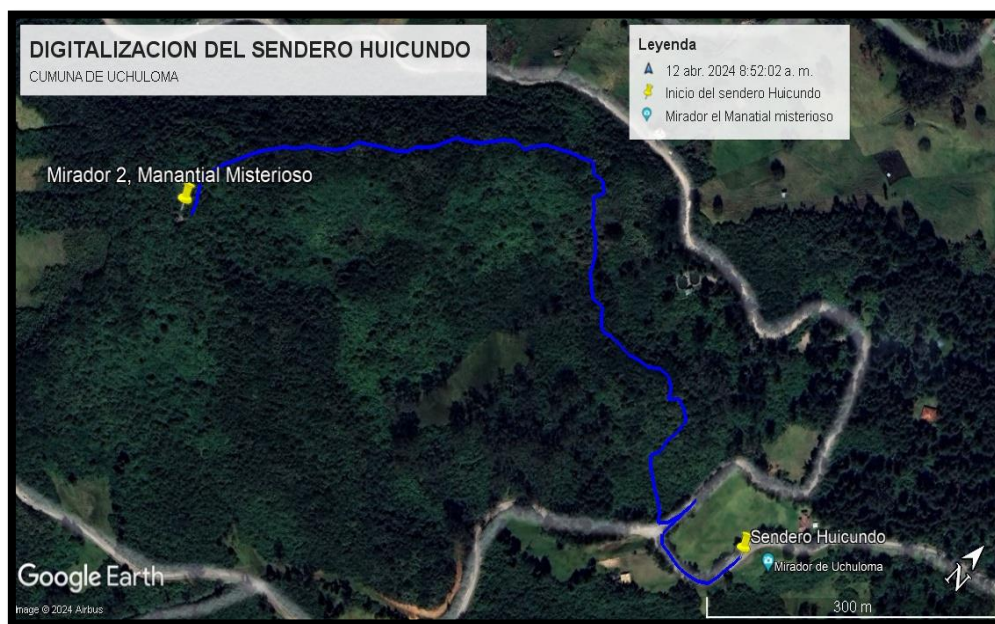 DIGITALIZACION DEL SENDERO HUICUNDO
CUMUNA DE UCHULOMA
Leyenda
12 abr. 2024 8:52:02 a. m.
Inicio del sendero Huicundo
Mirador el Manatial misterioso
Mirador 2, Manantial Misterioso
Sendero Huicundo
Mirador de Uchuloma
Google Earth
Image © 2024 Airbus
N
300 m